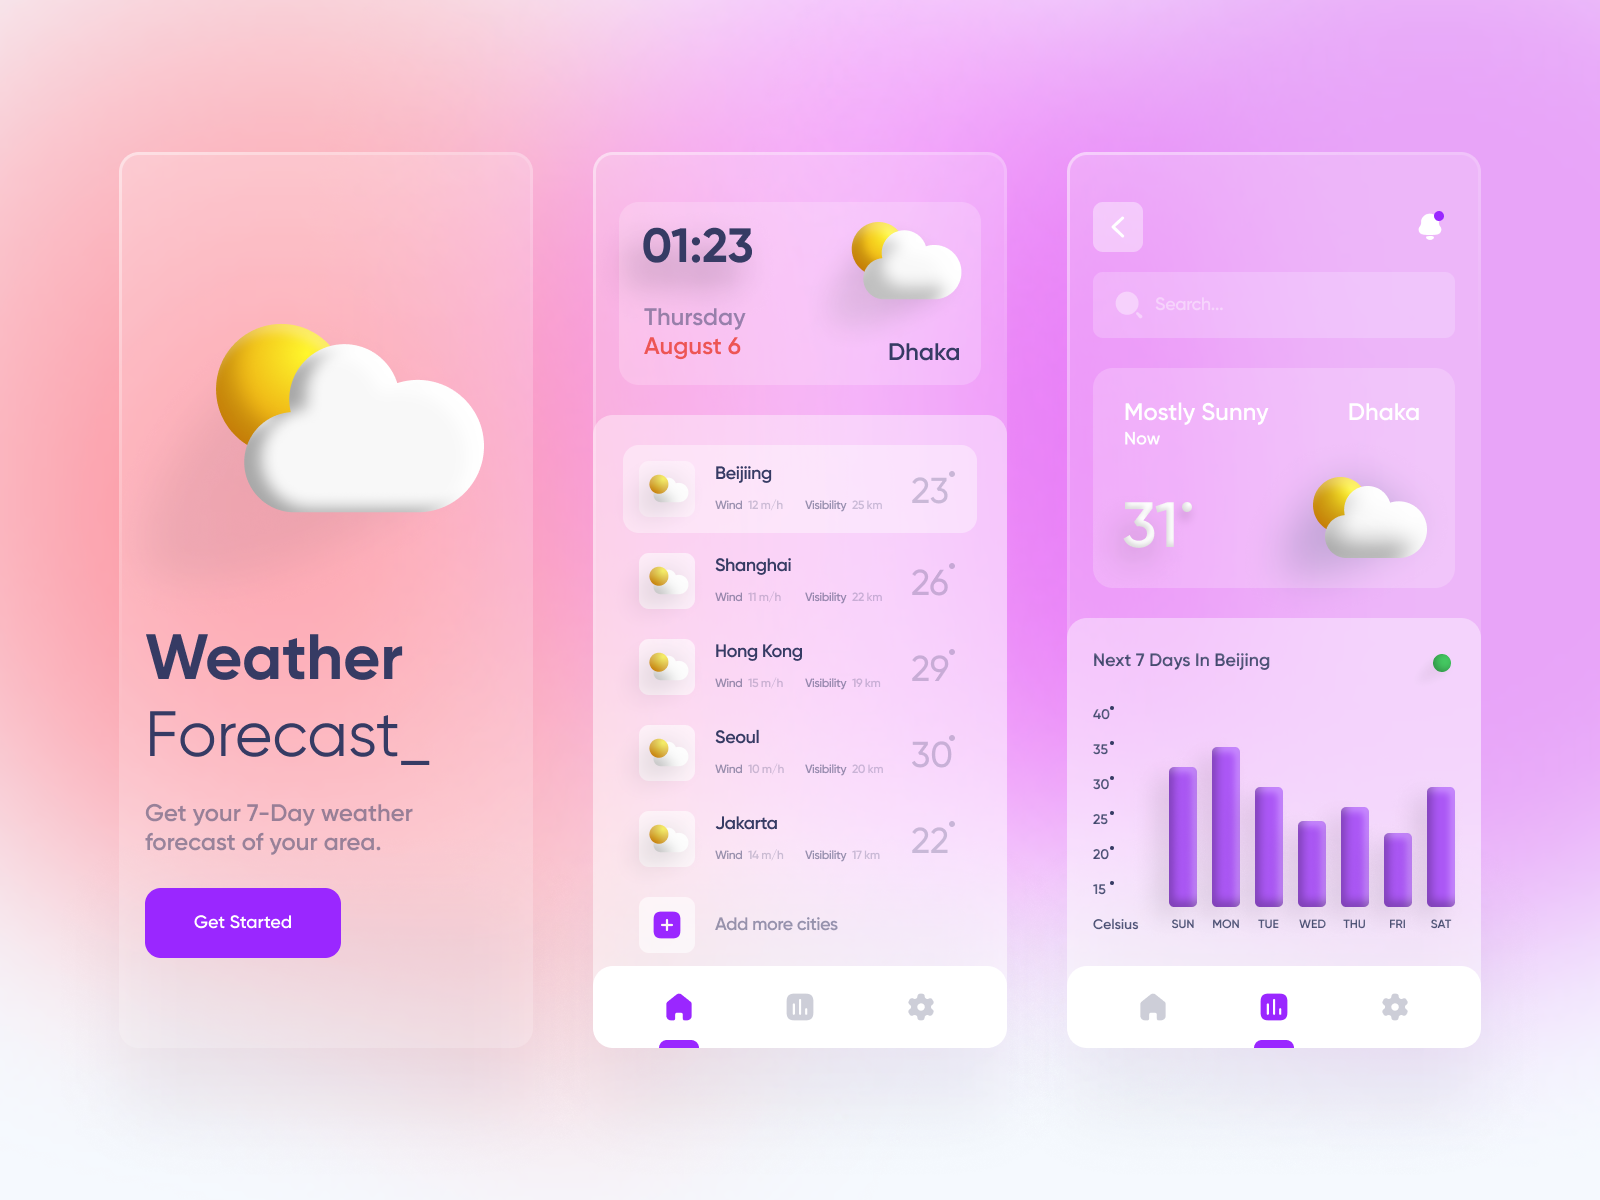 Weather
Forecast_
Get your 7-Day weather
forecast of your area.
Get Started
01:23
Thursday
August 6
Dhaka
Beijiing
Wind 12 m/h Visibility 25 km
23°
Shanghai
Wind 11 m/h Visibility 22 km
26°
Hong Kong
Wind 15 m/h Visibility 19 km
29°
Seoul
Wind 10 m/h Visibility 20 km
30°
Jakarta
Wind 14 m/h Visibility 17 km
22°
Add more cities
Search...
Mostly Sunny
Dhaka
Now
31°
Next 7 Days In Beijing
40°
35°
30°
25°
20°
15°
Celsius SUN MON TUE WED THU FRI SAT